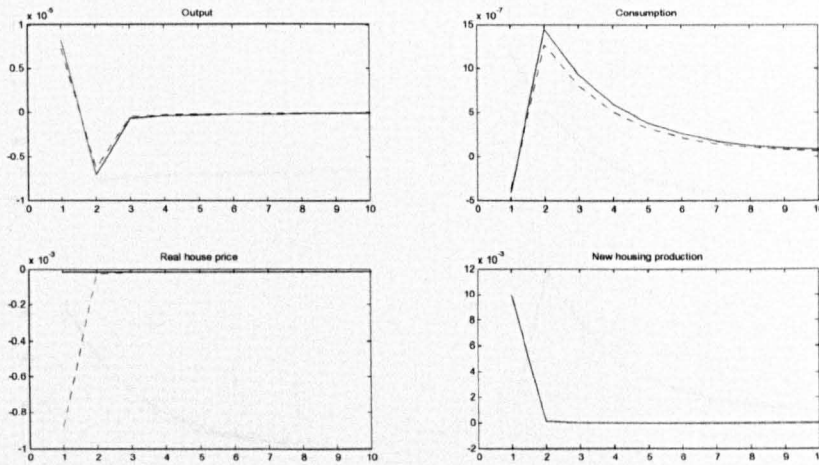 x 10⁻⁵
Output
1
0.5
0
-0.5
-1
0 1 2 3 4 5 6 7 8 9 10
Consumption
15 x 10⁻⁷
10
5
0
-5
0 1 2 3 4 5 6 7 8 9 10
x 10⁻³
Real house price
0
-0.2
-0.4
-0.6
-0.8
-1
0 1 2 3 4 5 6 7 8 9 10
New housing production
12 x 10⁻³
10
8
6
4
2
0
-2
0 1 2 3 4 5 6 7 8 9 10